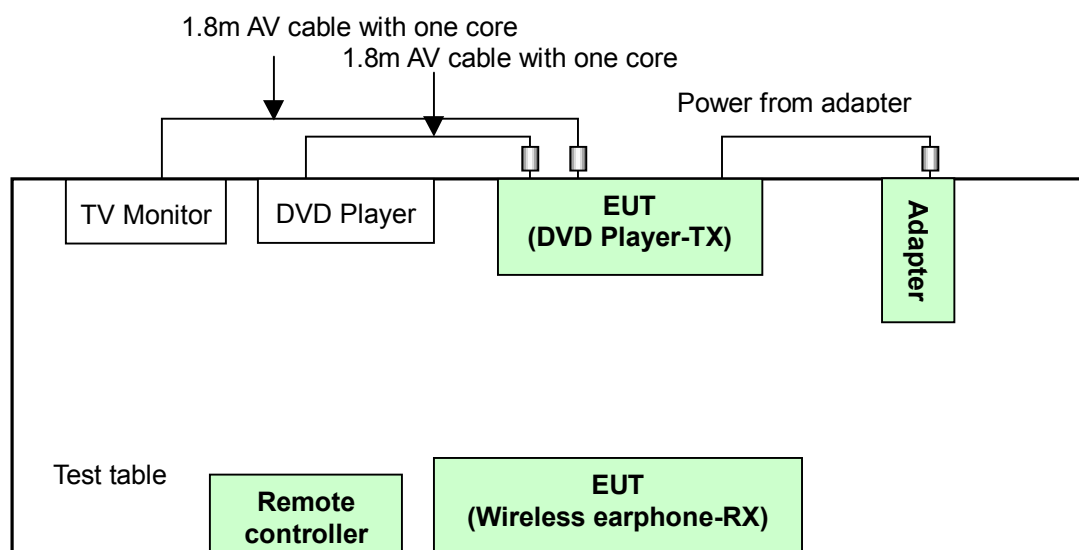 1.8m AV cable with one core
1.8m AV cable with one core
Power from adapter
TV Monitor
DVD Player
EUT
(DVD Player-TX)
Adapter
Test table
Remote
controller
EUT
(Wireless earphone-RX)